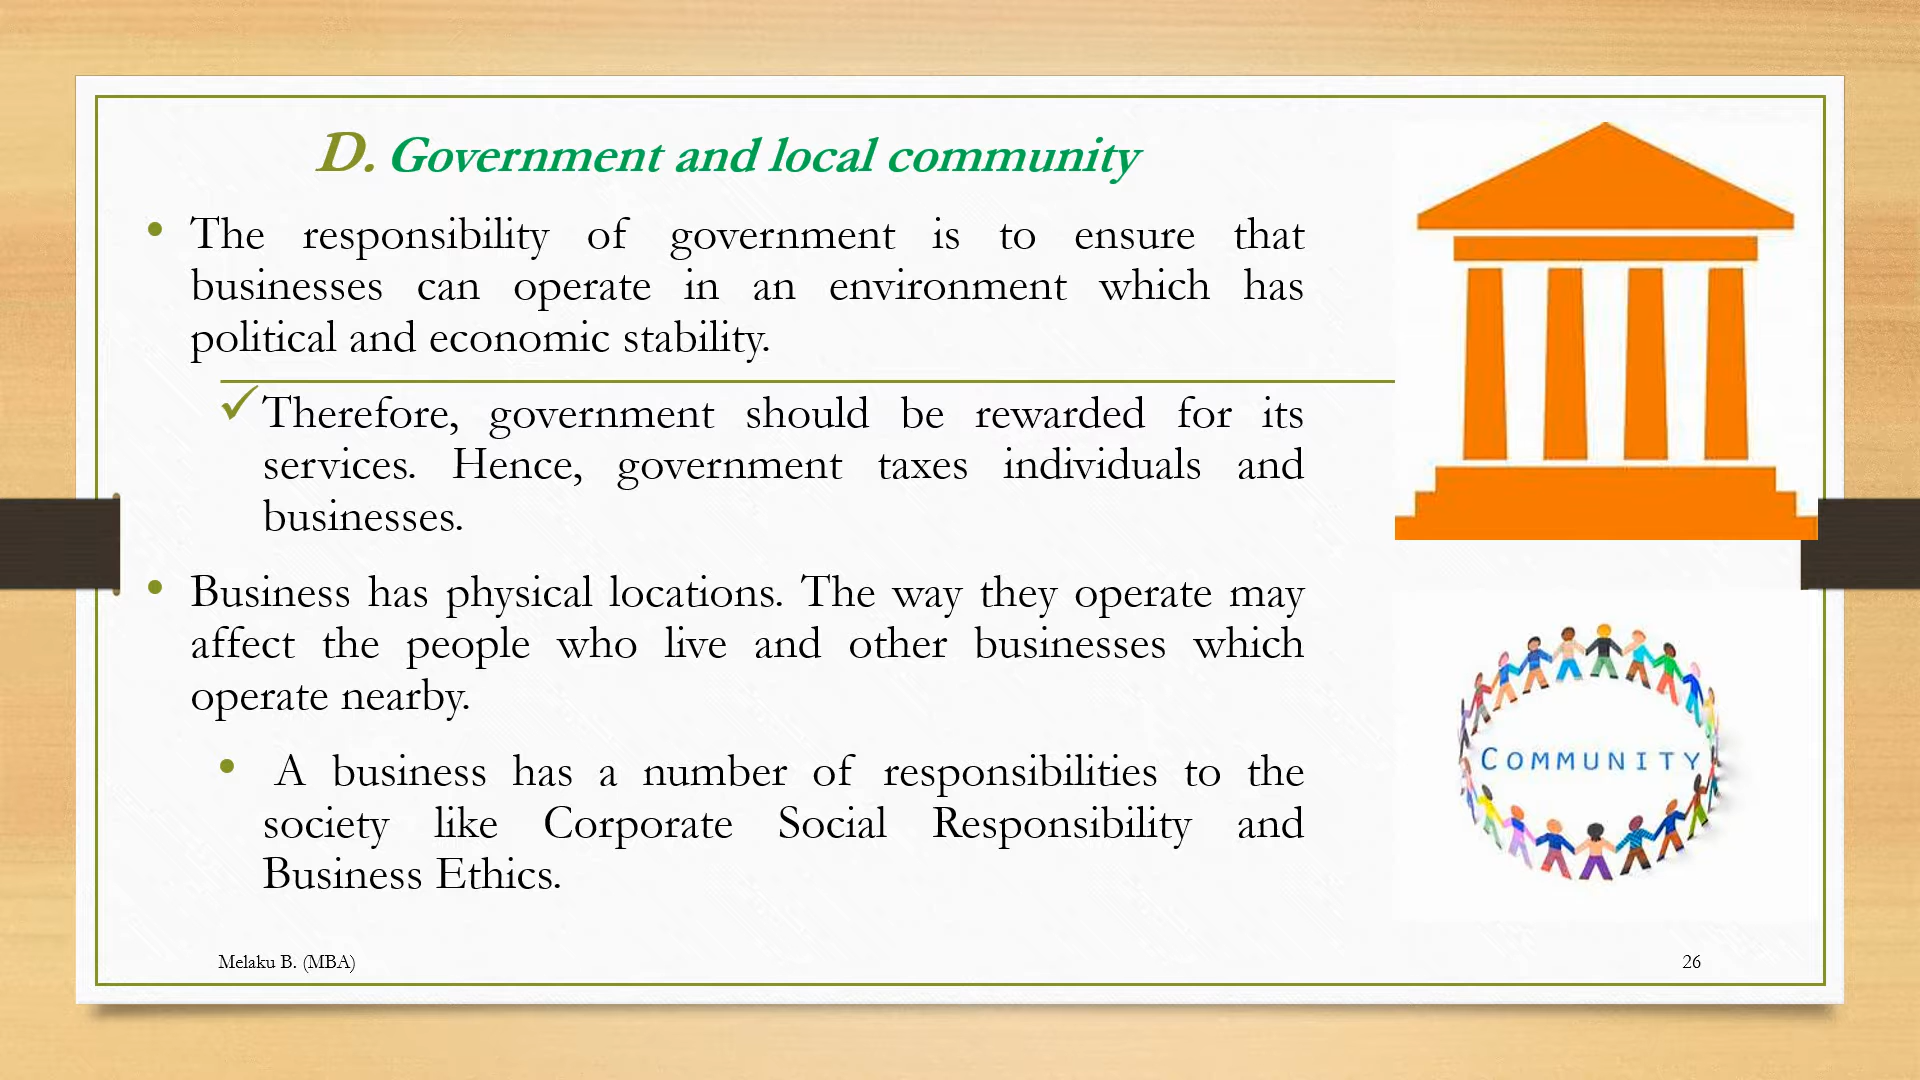 D. Government and local community
• The responsibility of government is to ensure that
businesses can operate in an environment which has
political and economic stability.
✓Therefore, government should be rewarded for its
services. Hence, government taxes individuals and
businesses.
• Business has physical locations. The way they operate may
affect the people who live and other businesses which
operate nearby.
• A business has a number of responsibilities to the
society like Corporate Social Responsibility and
Business Ethics.
COMMUNITY
Melaku B. (MBA)
26